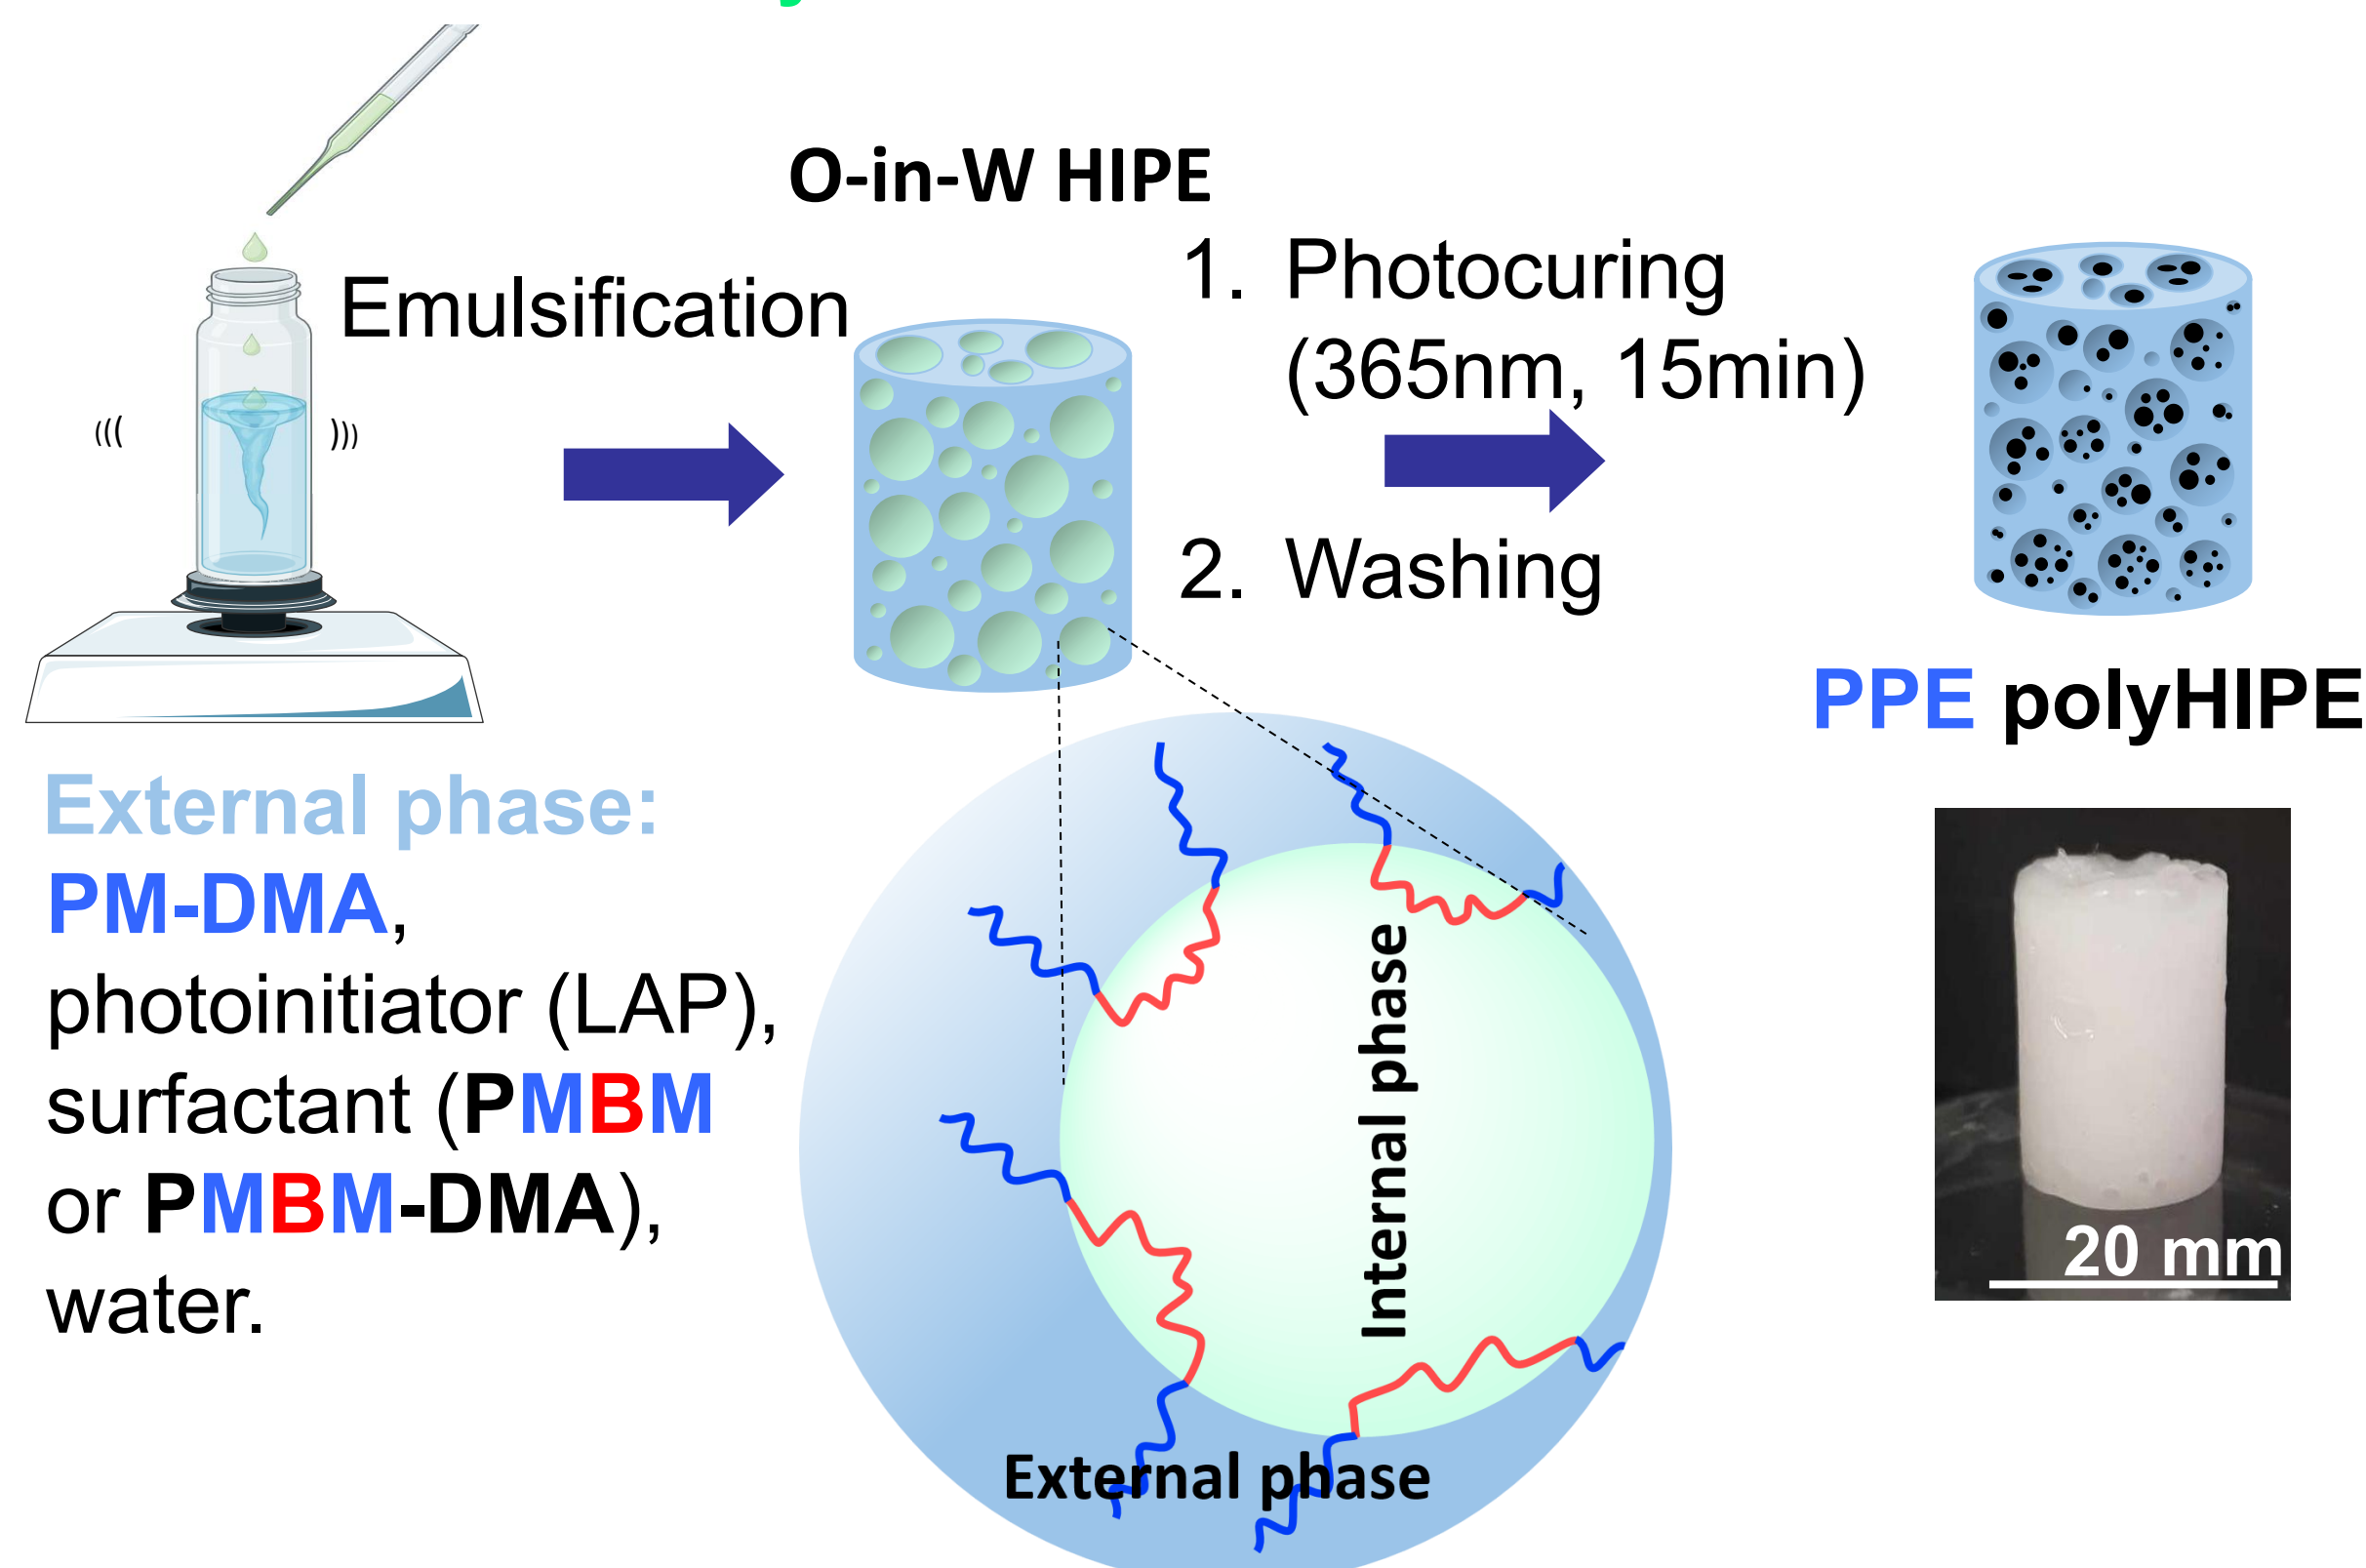 O-in-W HIPE
Emulsification
1. Photocuring
(365nm, 15min)
2. Washing
PPE polyHIPE
External phase:
PM-DMA,
photoinitiator (LAP),
surfactant (PMBM
or PMBM-DMA),
water.
Internal phase
External phase
20 mm